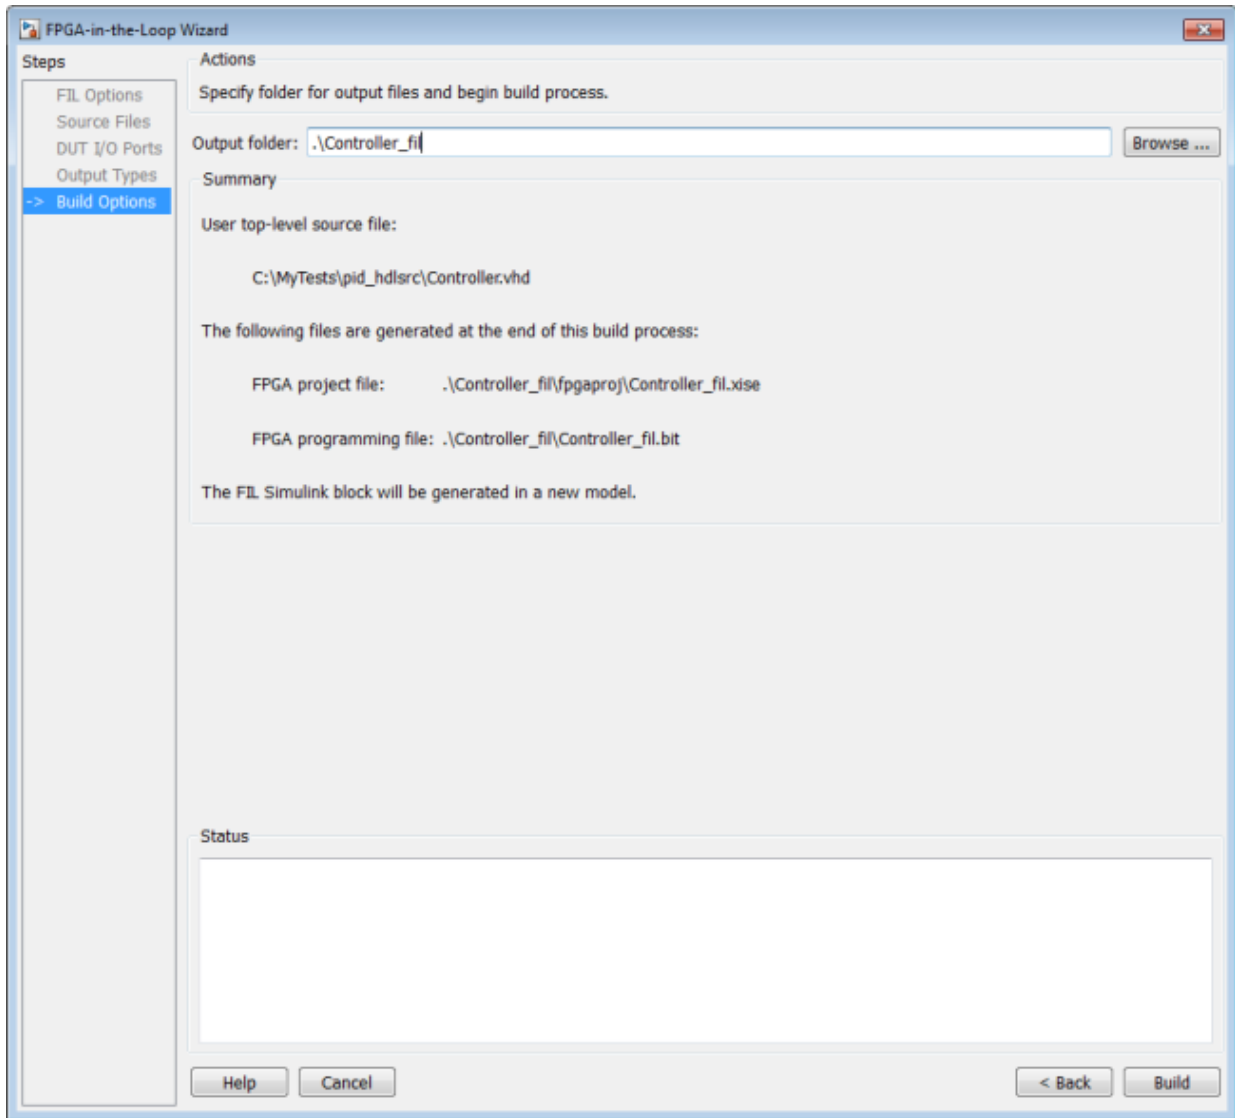 FPGA-in-the-Loop Wizard
Steps
FIL Options
Source Files
DUT I/O Ports
Output Types
-> Build Options
Actions
Specify folder for output files and begin build process.
Output folder: .\Controller_fil Browse ...
Summary
User top-level source file:
C:\MyTests\pid_hdlsrc\Controller.vhd
The following files are generated at the end of this build process:
FPGA project file: .\Controller_fil\fpgaproj\Controller_fil.xise
FPGA programming file: .\Controller_fil\Controller_fil.bit
The FIL Simulink block will be generated in a new model.
Status
Help Cancel < Back Build